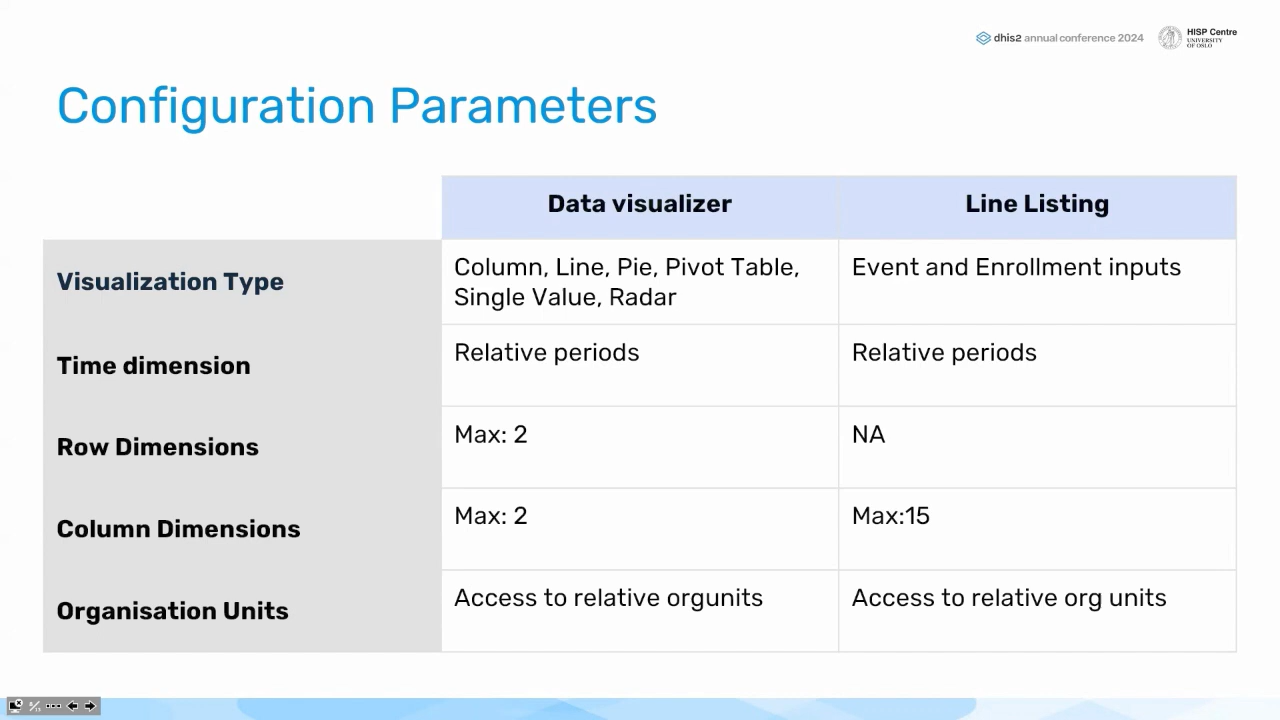 dhis2 annual conference 2024
HISP Centre
UNIVERSITY
OF OSLO
Configuration Parameters
Data visualizer
Line Listing
Visualization Type
Column, Line, Pie, Pivot Table,
Single Value, Radar
Event and Enrollment inputs
Time dimension
Relative periods
Relative periods
Row Dimensions
Max: 2
NA
Column Dimensions
Max: 2
Max:15
Organisation Units
Access to relative orgunits
Access to relative org units